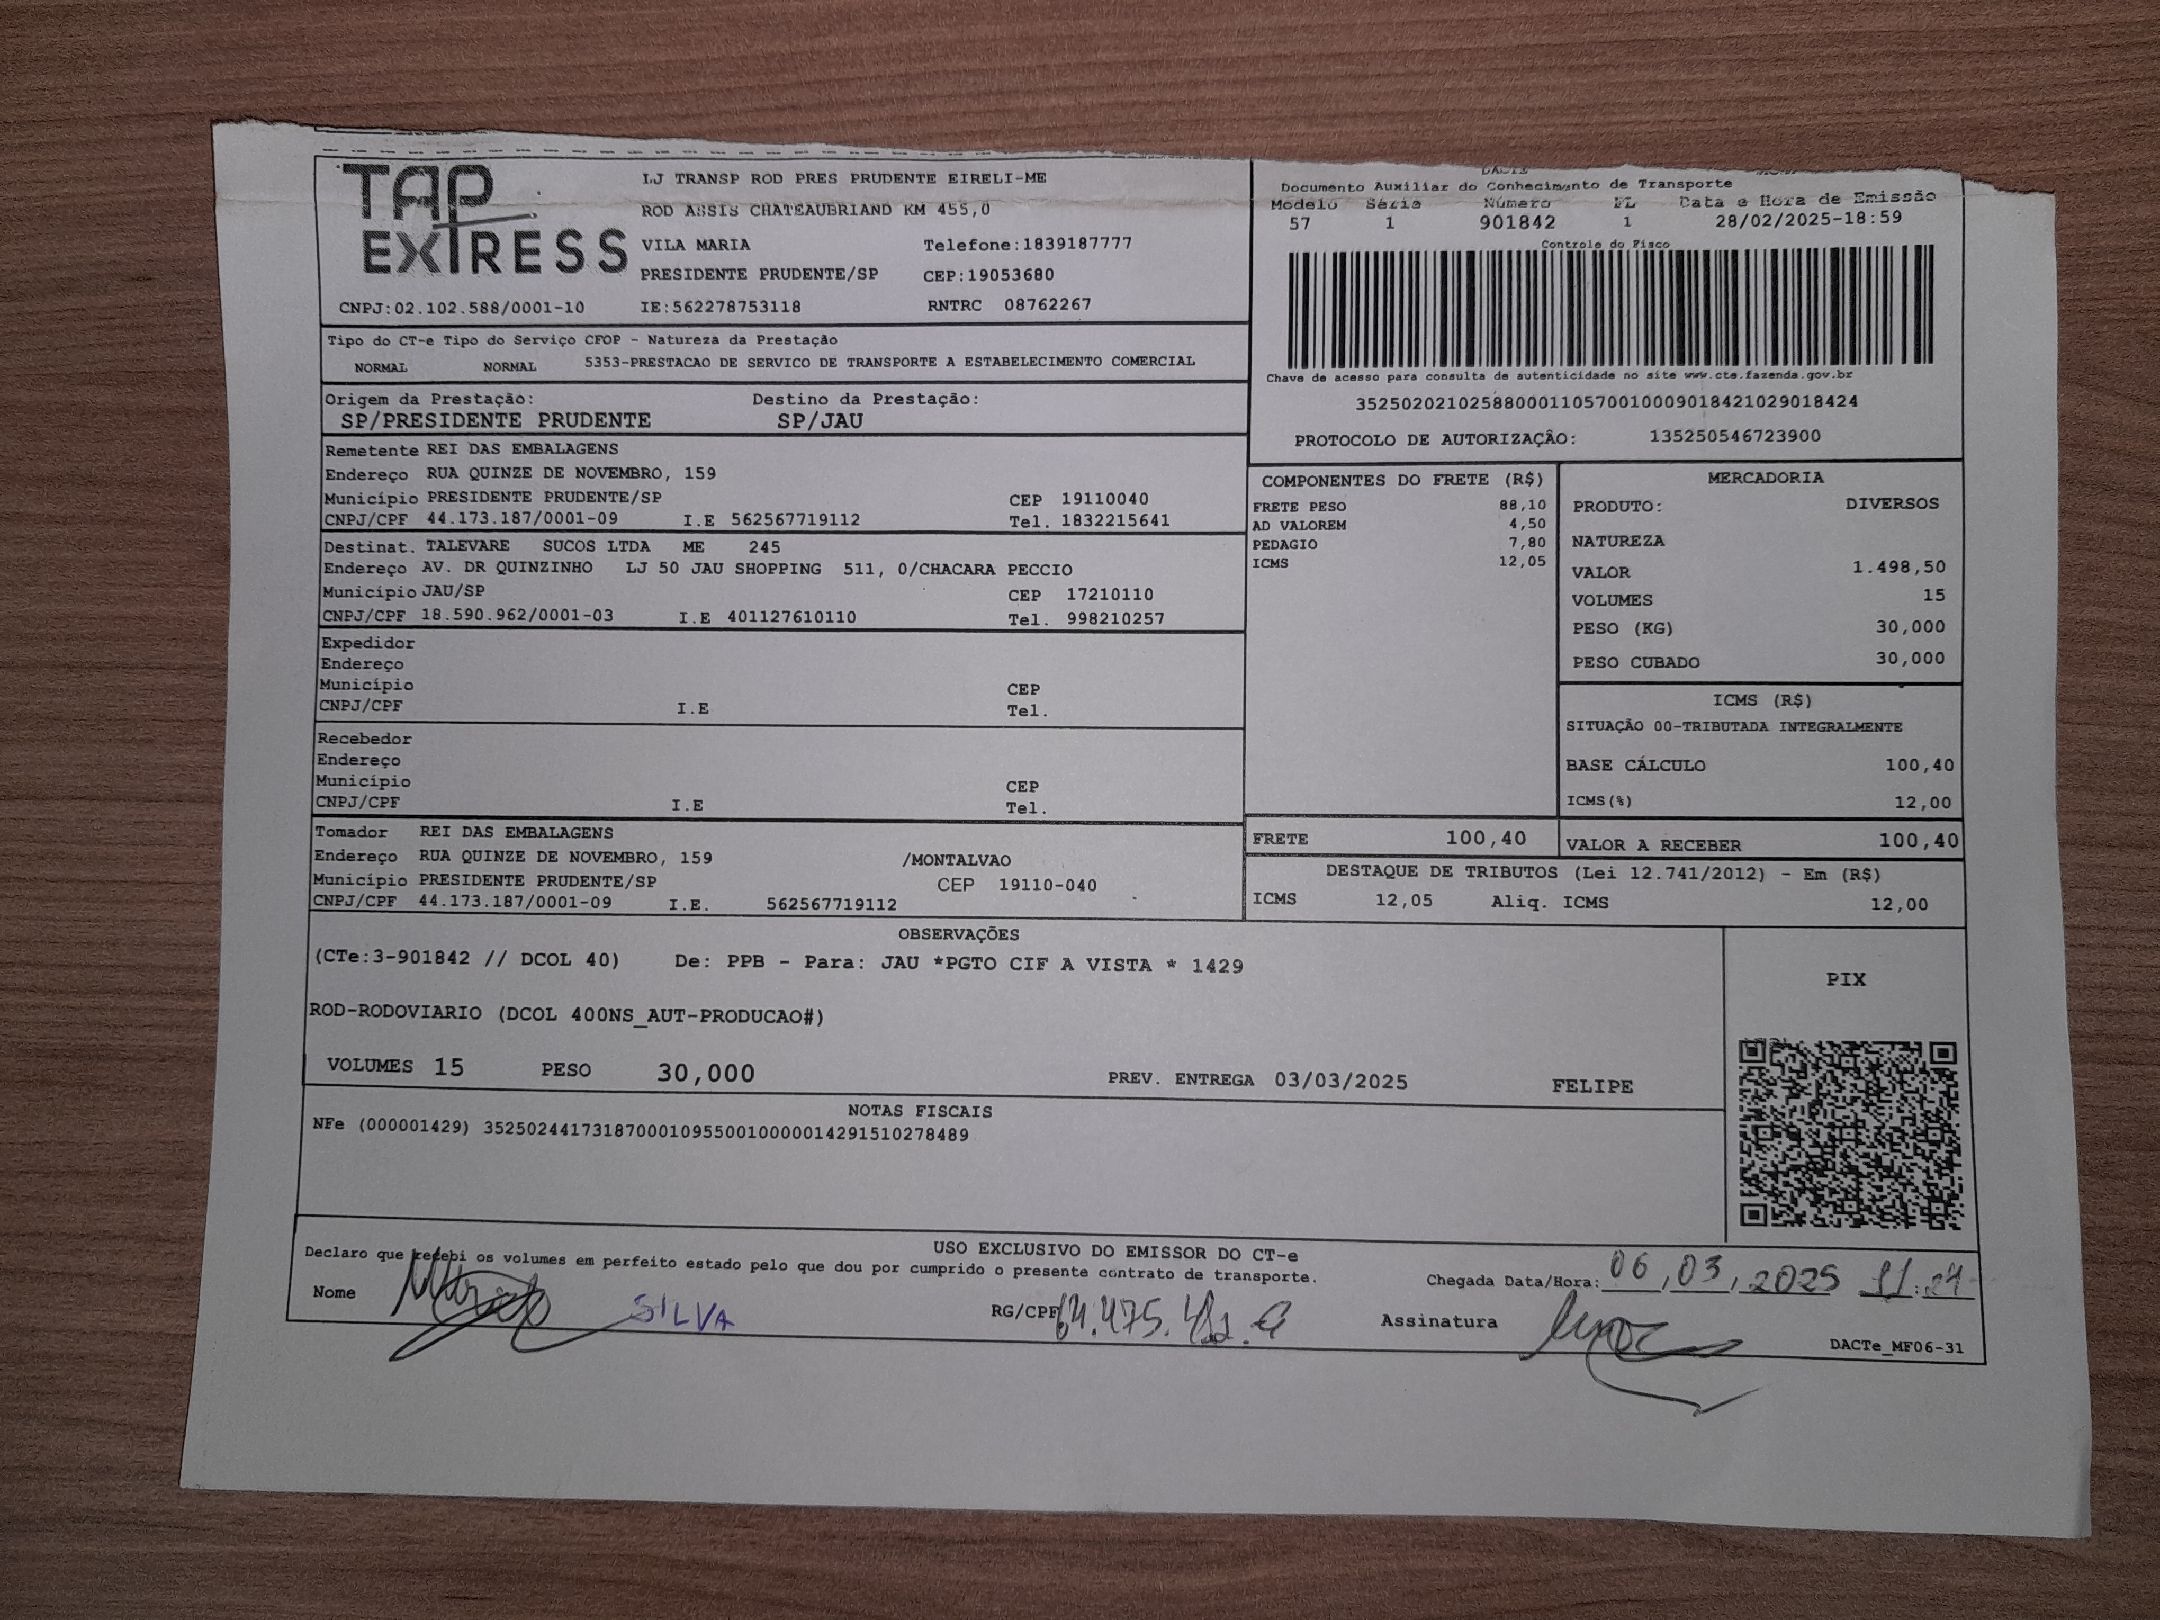 TAP
EXPRESS
LJ TRANSP ROD PRES PRUDENTE EIRELI-ME
ROD ASSIS CHATEAUBRIAND KM 455,0
VILA MARIA Telefone:1839187777
PRESIDENTE PRUDENTE/SP CEP:19053680
CNPJ:02.102.588/0001-10 IE:562278753118 RNTRC 08762267
DACTE
Documento Auxiliar do Conhecimento de Transporte
Modelo Série Número FL Data e Hora de Emissão
57 1 901842 1 28/02/2025-18:59
Controle do Fisco
Chave de acesso para consulta de autenticidade no site www.cte.fazenda.gov.br
35250202102588000110570010009018421029018424
PROTOCOLO DE AUTORIZAÇÃO: 135250546723900
Tipo do CT-e Tipo do Serviço CFOP - Natureza da Prestação
NORMAL NORMAL 5353-PRESTACAO DE SERVICO DE TRANSPORTE A ESTABELECIMENTO COMERCIAL
Origem da Prestação: Destino da Prestação:
SP/PRESIDENTE PRUDENTE SP/JAU
Remetente REI DAS EMBALAGENS
Endereço RUA QUINZE DE NOVEMBRO, 159
Município PRESIDENTE PRUDENTE/SP CEP 19110040
CNPJ/CPF 44.173.187/0001-09 I.E 562567719112 Tel. 1832215641
Destinat. TALEVARE SUCOS LTDA ME 245
Endereço AV. DR QUINZINHO LJ 50 JAU SHOPPING 511, 0/CHACARA PECCIO
Município JAU/SP CEP 17210110
CNPJ/CPF 18.590.962/0001-03 I.E 401127610110 Tel. 998210257
Expedidor
Endereço
Município CEP
CNPJ/CPF I.E Tel.
Recebedor
Endereço
Município CEP
CNPJ/CPF I.E Tel.
Tomador REI DAS EMBALAGENS
Endereço RUA QUINZE DE NOVEMBRO, 159 /MONTALVAO
Município PRESIDENTE PRUDENTE/SP CEP 19110-040
CNPJ/CPF 44.173.187/0001-09 I.E. 562567719112
COMPONENTES DO FRETE (R$)
FRETE PESO 88,10
AD VALOREM 4,50
PEDAGIO 7,80
ICMS 12,05
MERCADORIA
PRODUTO: DIVERSOS
NATUREZA
VALOR 1.498,50
VOLUMES 15
PESO (KG) 30,000
PESO CUBADO 30,000
ICMS (R$)
SITUAÇÃO 00-TRIBUTADA INTEGRALMENTE
BASE CÁLCULO 100,40
ICMS(%) 12,00
FRETE 100,40 VALOR A RECEBER 100,40
DESTAQUE DE TRIBUTOS (Lei 12.741/2012) - Em (R$)
ICMS 12,05 Aliq. ICMS 12,00
OBSERVAÇÕES
(CTe:3-901842 // DCOL 40) De: PPB - Para: JAU *PGTO CIF A VISTA * 1429
ROD-RODOVIARIO (DCOL 400NS_AUT-PRODUCAO#)
VOLUMES 15 PESO 30,000 PREV. ENTREGA 03/03/2025 FELIPE
PIX
NOTAS FISCAIS
NFe (000001429) 35250244173187000109550010000014291510278489
USO EXCLUSIVO DO EMISSOR DO CT-e
Declaro que recebi os volumes em perfeito estado pelo que dou por cumprido o presente contrato de transporte.
Chegada Data/Hora: 06,03,2025 11:24
Nome SILVA RG/CPF Assinatura
DACTe_MF06-31